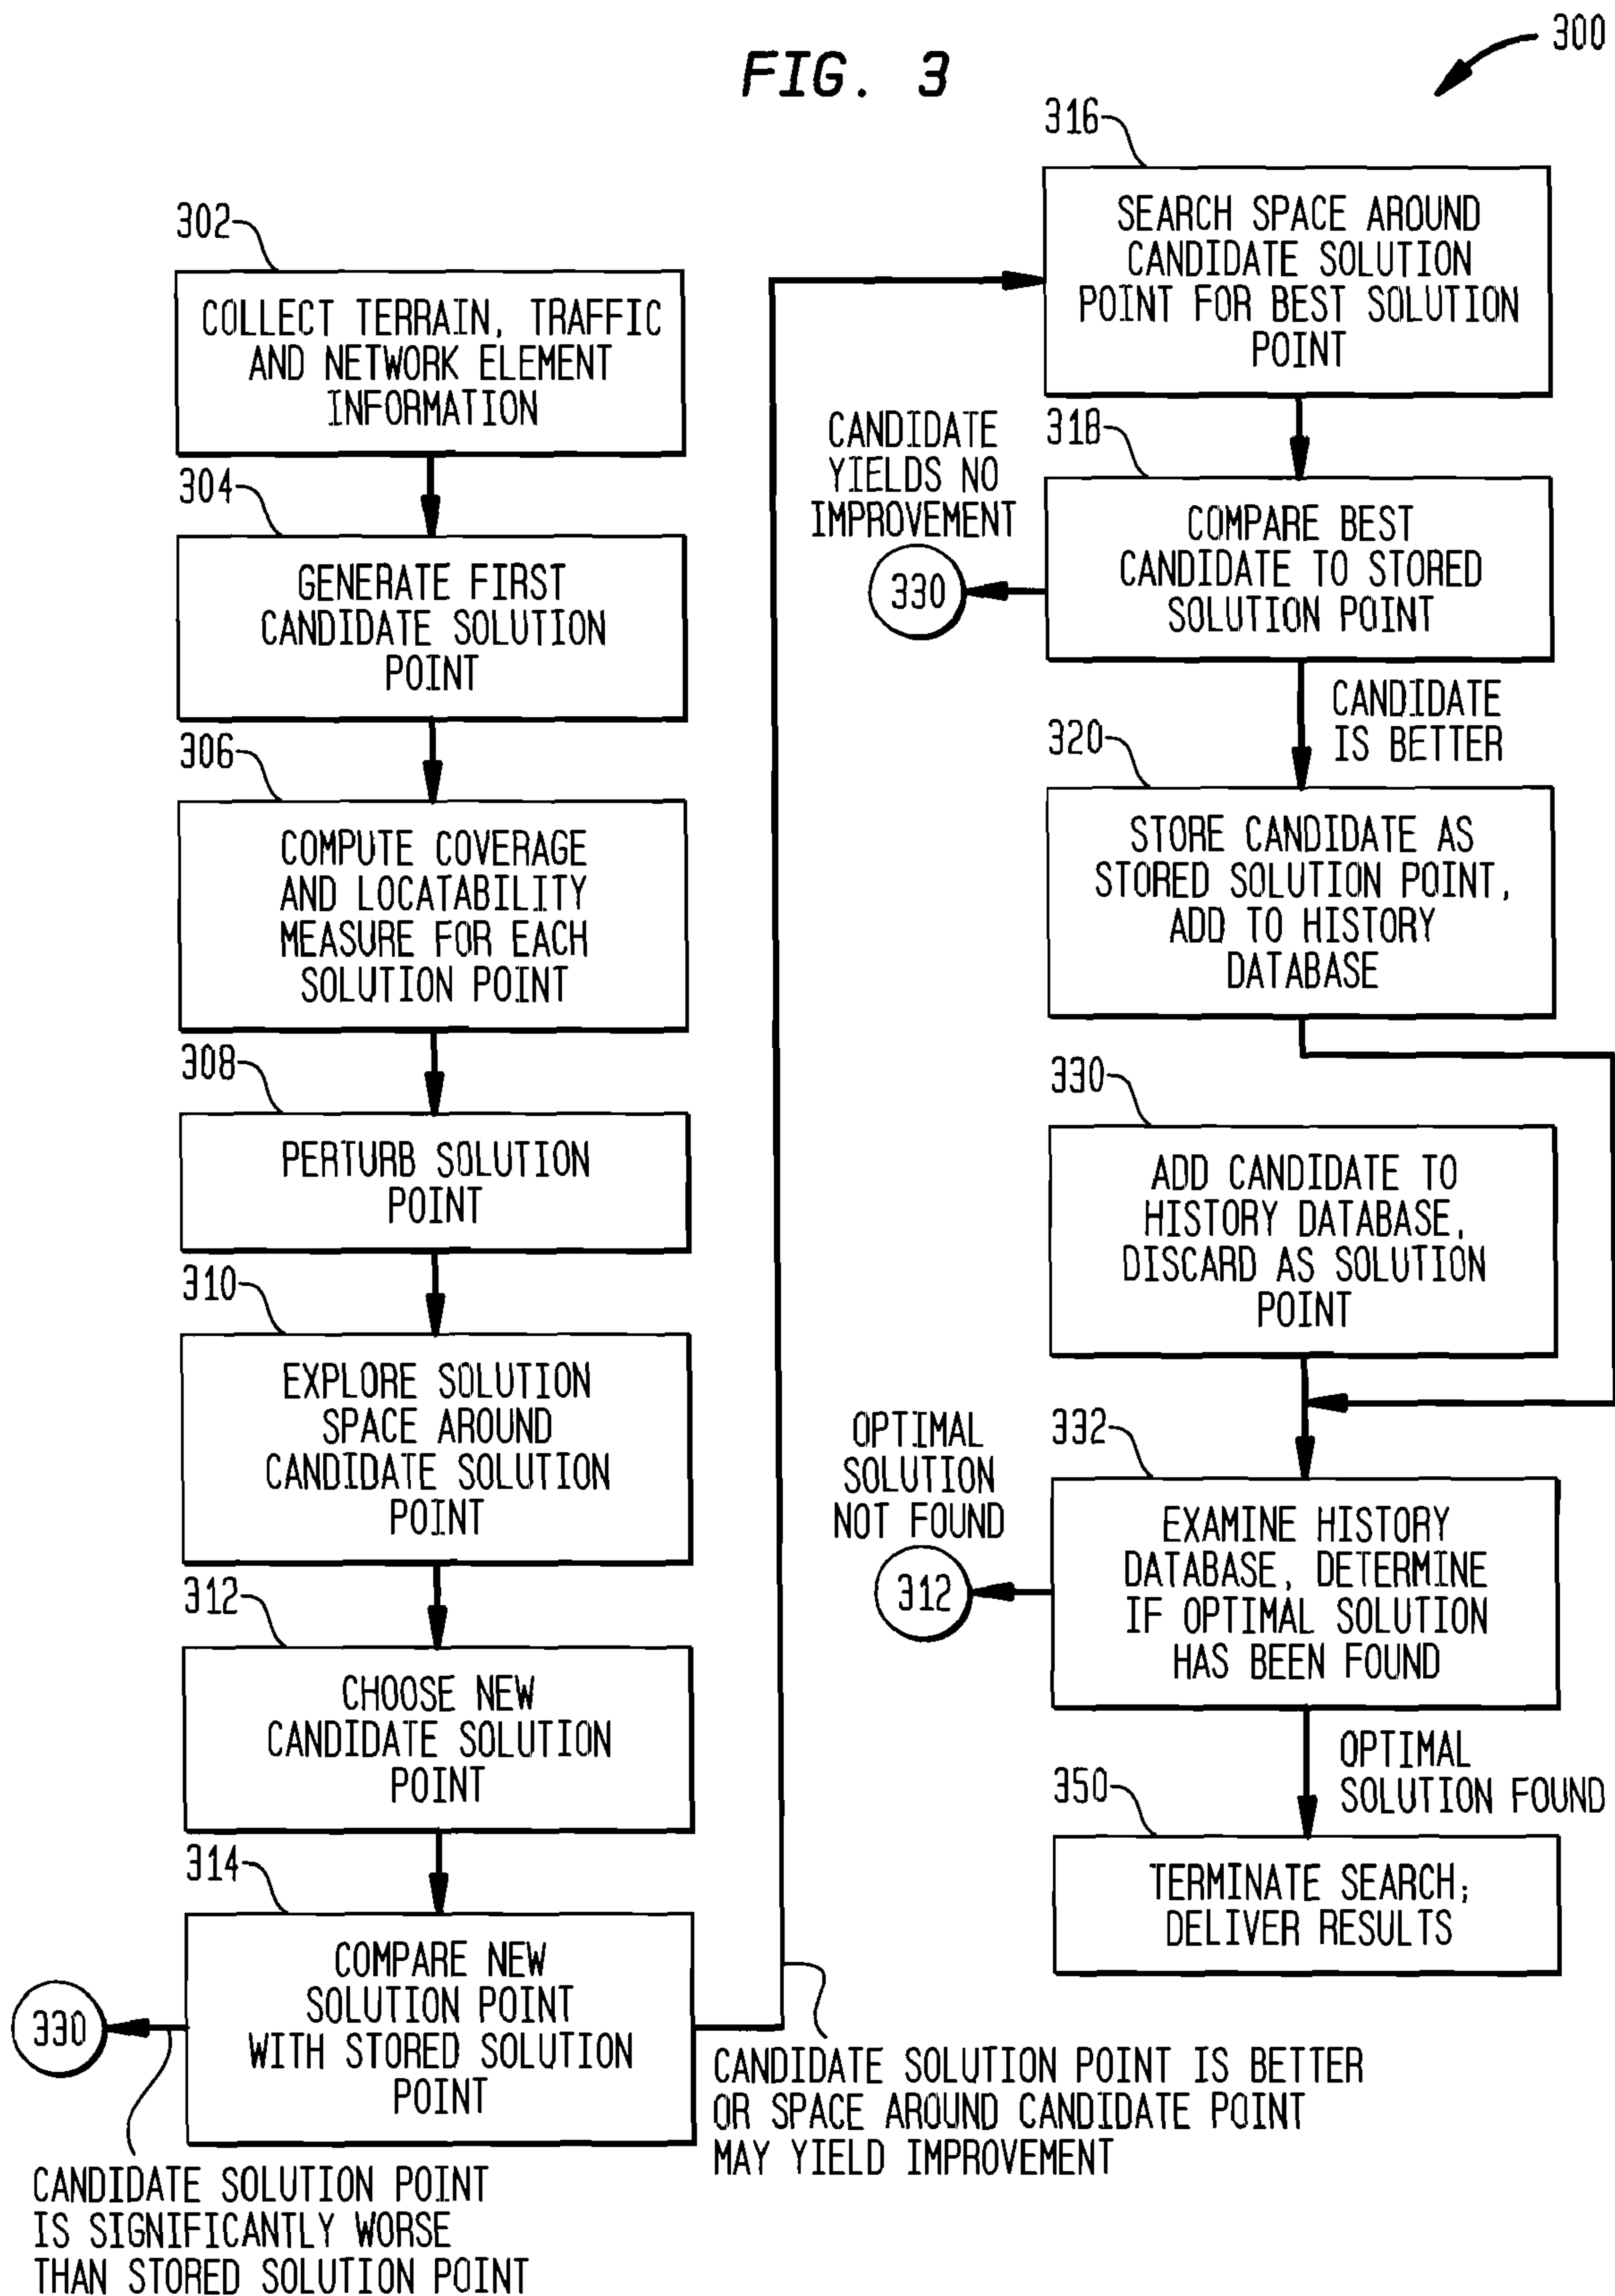 FIG. 3
300
302
COLLECT TERRAIN, TRAFFIC
AND NETWORK ELEMENT
INFORMATION
304
GENERATE FIRST
CANDIDATE SOLUTION
POINT
306
COMPUTE COVERAGE
AND LOCATABILITY
MEASURE FOR EACH
SOLUTION POINT
308
PERTURB SOLUTION
POINT
310
EXPLORE SOLUTION
SPACE AROUND
CANDIDATE SOLUTION
POINT
312
CHOOSE NEW
CANDIDATE SOLUTION
POINT
314
COMPARE NEW
SOLUTION POINT
WITH STORED SOLUTION
POINT
330
CANDIDATE SOLUTION POINT
IS SIGNIFICANTLY WORSE
THAN STORED SOLUTION POINT
CANDIDATE SOLUTION POINT IS BETTER
OR SPACE AROUND CANDIDATE POINT
MAY YIELD IMPROVEMENT
316
SEARCH SPACE AROUND
CANDIDATE SOLUTION
POINT FOR BEST SOLUTION
POINT
318
COMPARE BEST
CANDIDATE TO STORED
SOLUTION POINT
CANDIDATE
YIELDS NO
IMPROVEMENT
330
CANDIDATE
IS BETTER
320
STORE CANDIDATE AS
STORED SOLUTION POINT,
ADD TO HISTORY
DATABASE
330
ADD CANDIDATE TO
HISTORY DATABASE,
DISCARD AS SOLUTION
POINT
332
EXAMINE HISTORY
DATABASE, DETERMINE
IF OPTIMAL SOLUTION
HAS BEEN FOUND
OPTIMAL
SOLUTION
NOT FOUND
312
OPTIMAL
SOLUTION FOUND
350
TERMINATE SEARCH;
DELIVER RESULTS